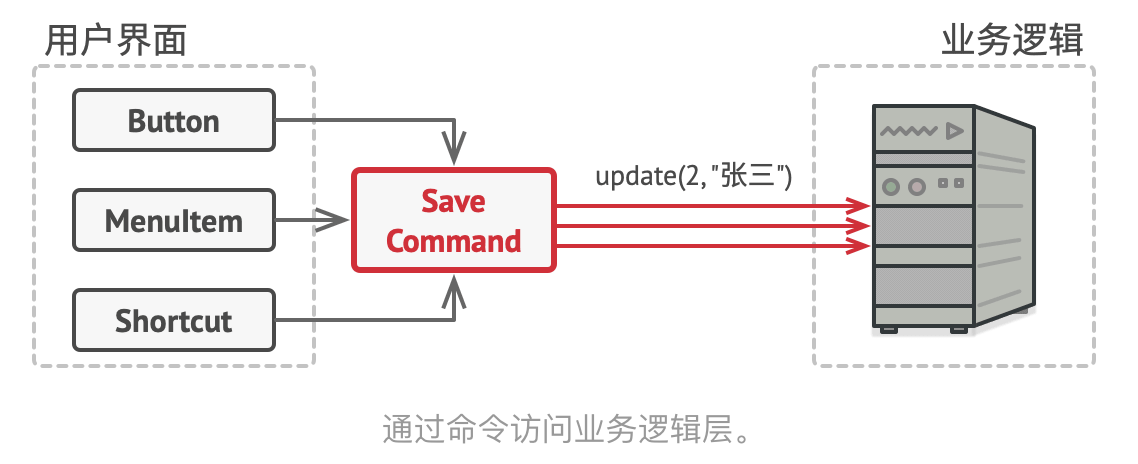 用户界面
业务逻辑
Button
MenuItem
Shortcut
Save
Command
update(2, "张三")
通过命令访问业务逻辑层。